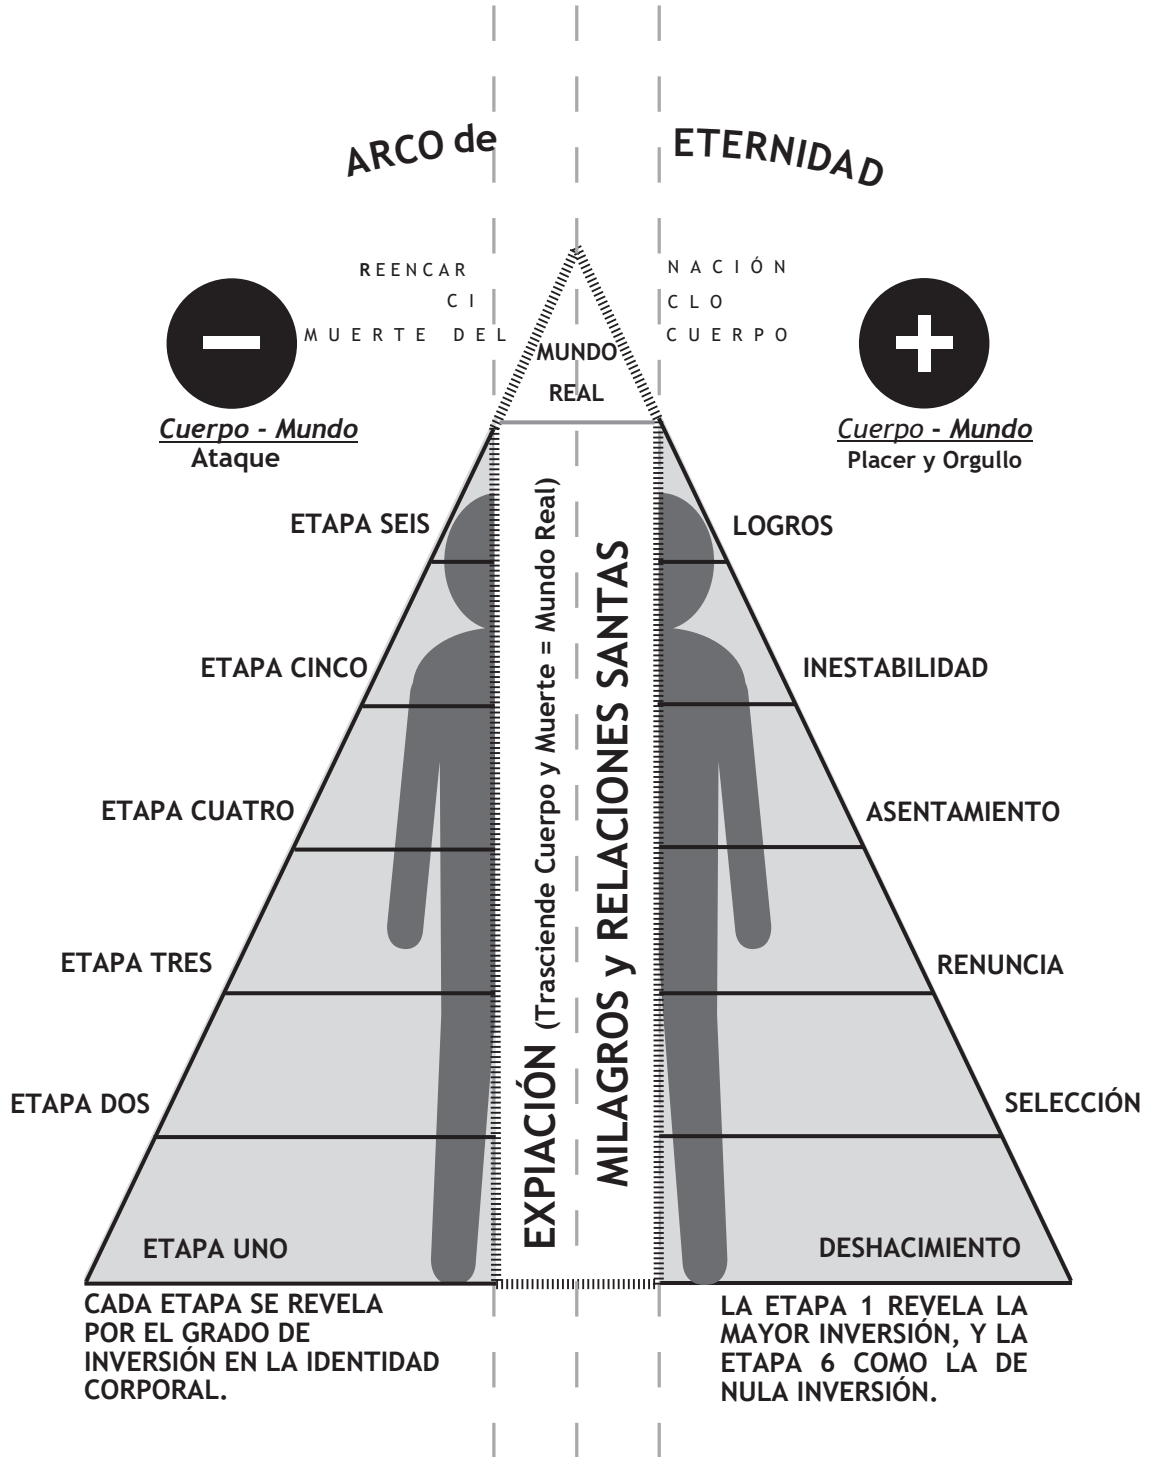 ARCO de ETERNIDAD
REENCAR NACIÓN
CI CLO
MUERTE DEL CUERPO
MUNDO
REAL
Cuerpo - Mundo
Ataque
Cuerpo - Mundo
Placer y Orgullo
ETAPA SEIS
LOGROS
ETAPA CINCO
INESTABILIDAD
ETAPA CUATRO
ASENTAMIENTO
ETAPA TRES
RENUNCIA
ETAPA DOS
SELECCIÓN
ETAPA UNO
DESHACIMIENTO
EXPIACIÓN (Trasciende Cuerpo y Muerte = Mundo Real)
MILAGROS y RELACIONES SANTAS
CADA ETAPA SE REVELA
POR EL GRADO DE
INVERSIÓN EN LA IDENTIDAD
CORPORAL.
LA ETAPA 1 REVELA LA
MAYOR INVERSIÓN, Y LA
ETAPA 6 COMO LA DE
NULA INVERSIÓN.